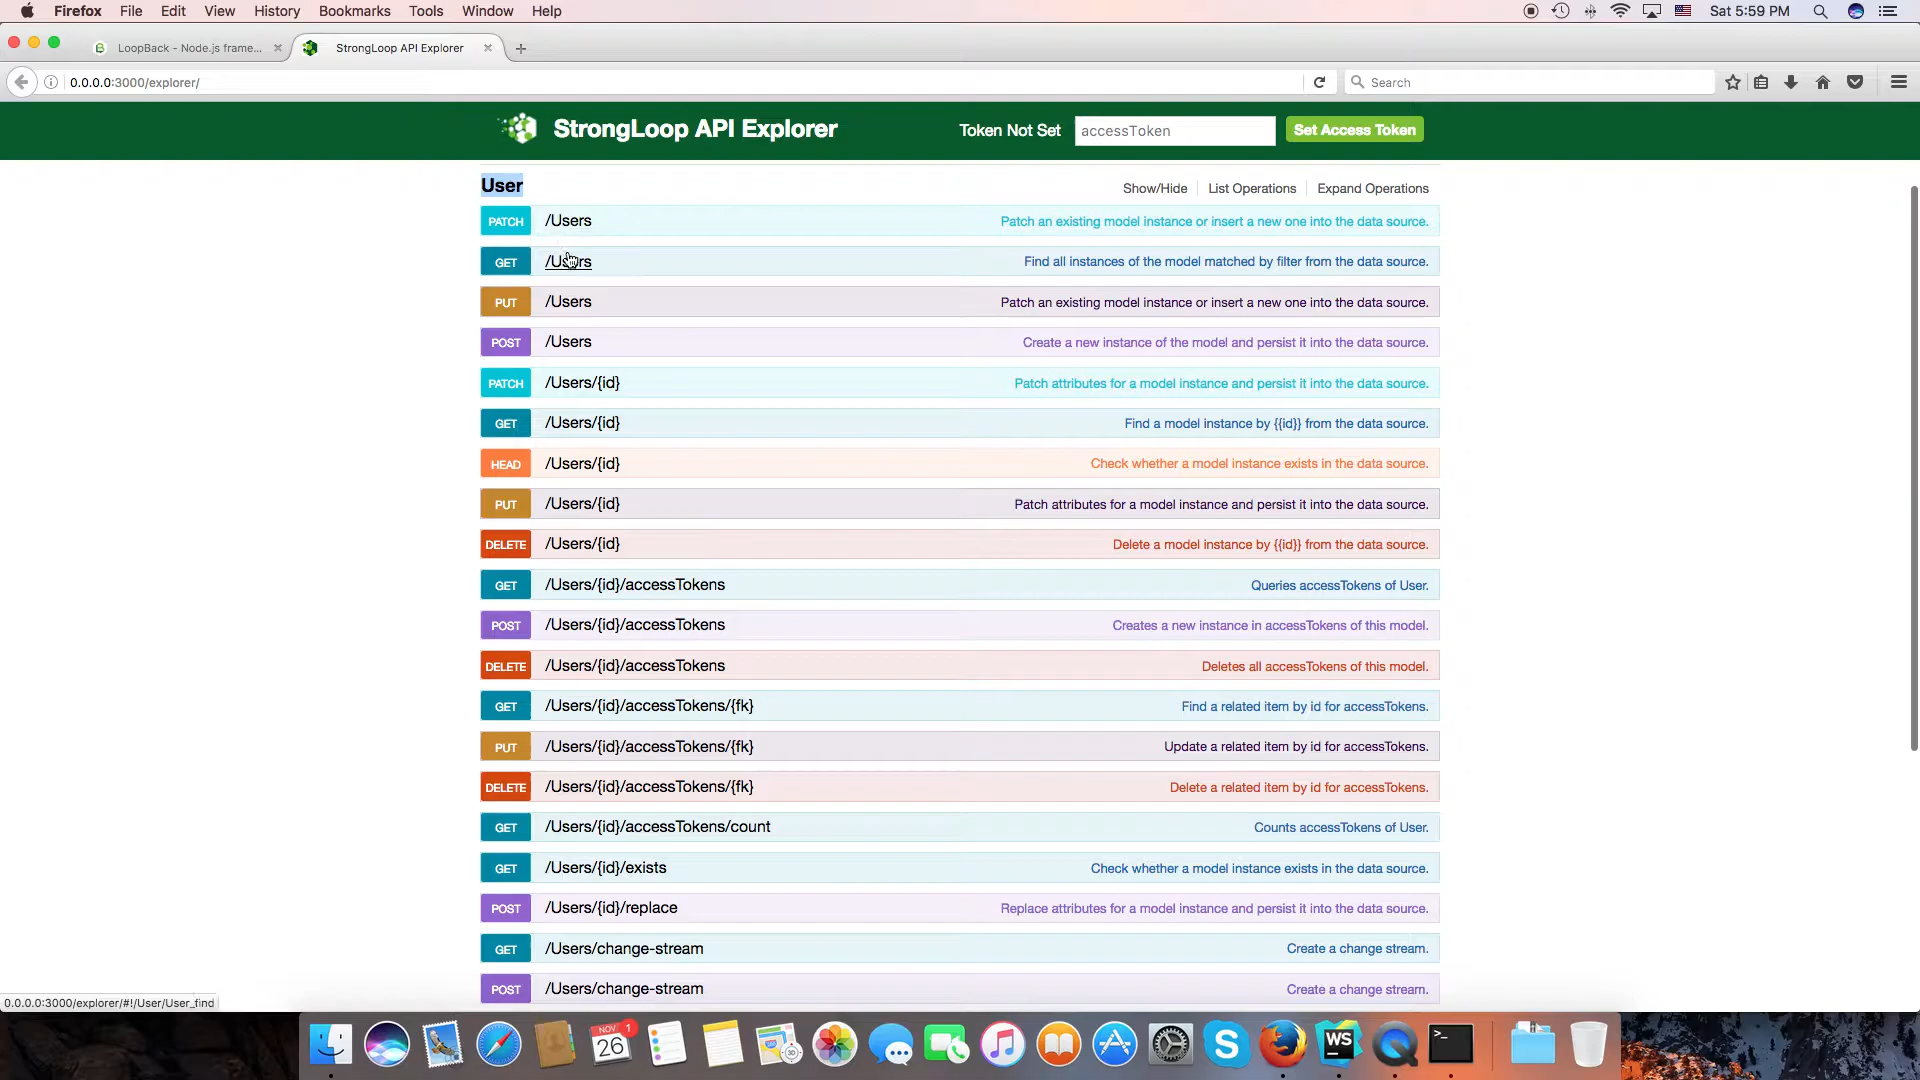 Firefox File Edit View History Bookmarks Tools Window Help Sat 5:59 PM
LoopBack - Node.js frame... StrongLoop API Explorer
0.0.0.0:3000/explorer/ Search
StrongLoop API Explorer Token Not Set accessToken Set Access Token
User Show/Hide List Operations Expand Operations
PATCH /Users Patch an existing model instance or insert a new one into the data source.
GET /Users Find all instances of the model matched by filter from the data source.
PUT /Users Patch an existing model instance or insert a new one into the data source.
POST /Users Create a new instance of the model and persist it into the data source.
PATCH /Users/{id} Patch attributes for a model instance and persist it into the data source.
GET /Users/{id} Find a model instance by {{id}} from the data source.
HEAD /Users/{id} Check whether a model instance exists in the data source.
PUT /Users/{id} Patch attributes for a model instance and persist it into the data source.
DELETE /Users/{id} Delete a model instance by {{id}} from the data source.
GET /Users/{id}/accessTokens Queries accessTokens of User.
POST /Users/{id}/accessTokens Creates a new instance in accessTokens of this model.
DELETE /Users/{id}/accessTokens Deletes all accessTokens of this model.
GET /Users/{id}/accessTokens/{fk} Find a related item by id for accessTokens.
PUT /Users/{id}/accessTokens/{fk} Update a related item by id for accessTokens.
DELETE /Users/{id}/accessTokens/{fk} Delete a related item by id for accessTokens.
GET /Users/{id}/accessTokens/count Counts accessTokens of User.
GET /Users/{id}/exists Check whether a model instance exists in the data source.
POST /Users/{id}/replace Replace attributes for a model instance and persist it into the data source.
GET /Users/change-stream Create a change stream.
POST /Users/change-stream Create a change stream.
0.0.0.0:3000/explorer/#!/User/User_find
NOV 1
26 3D S WS >_